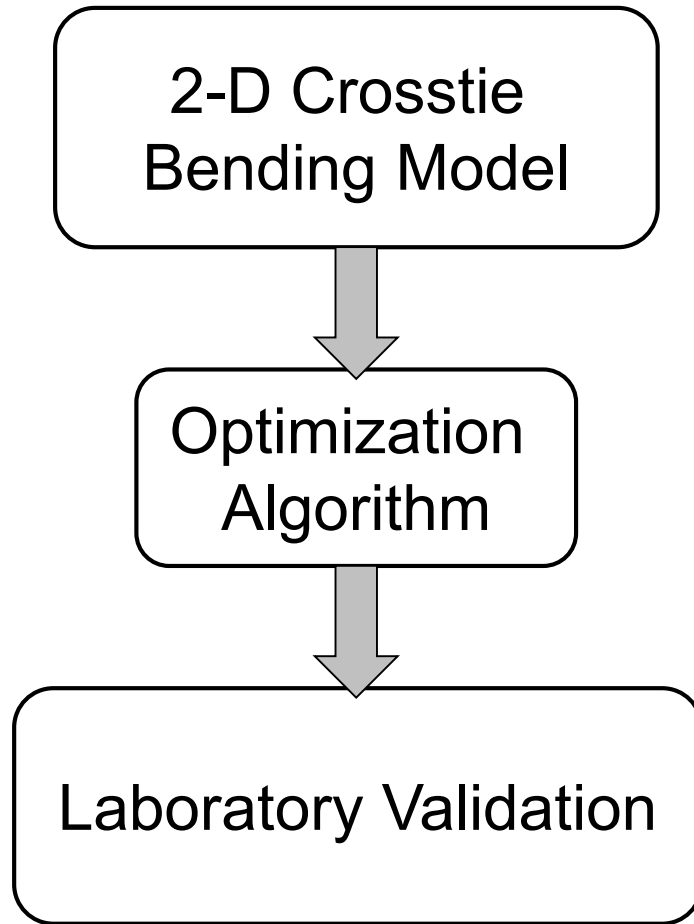 2-D Crosstie
Bending Model
Optimization
Algorithm
Laboratory Validation